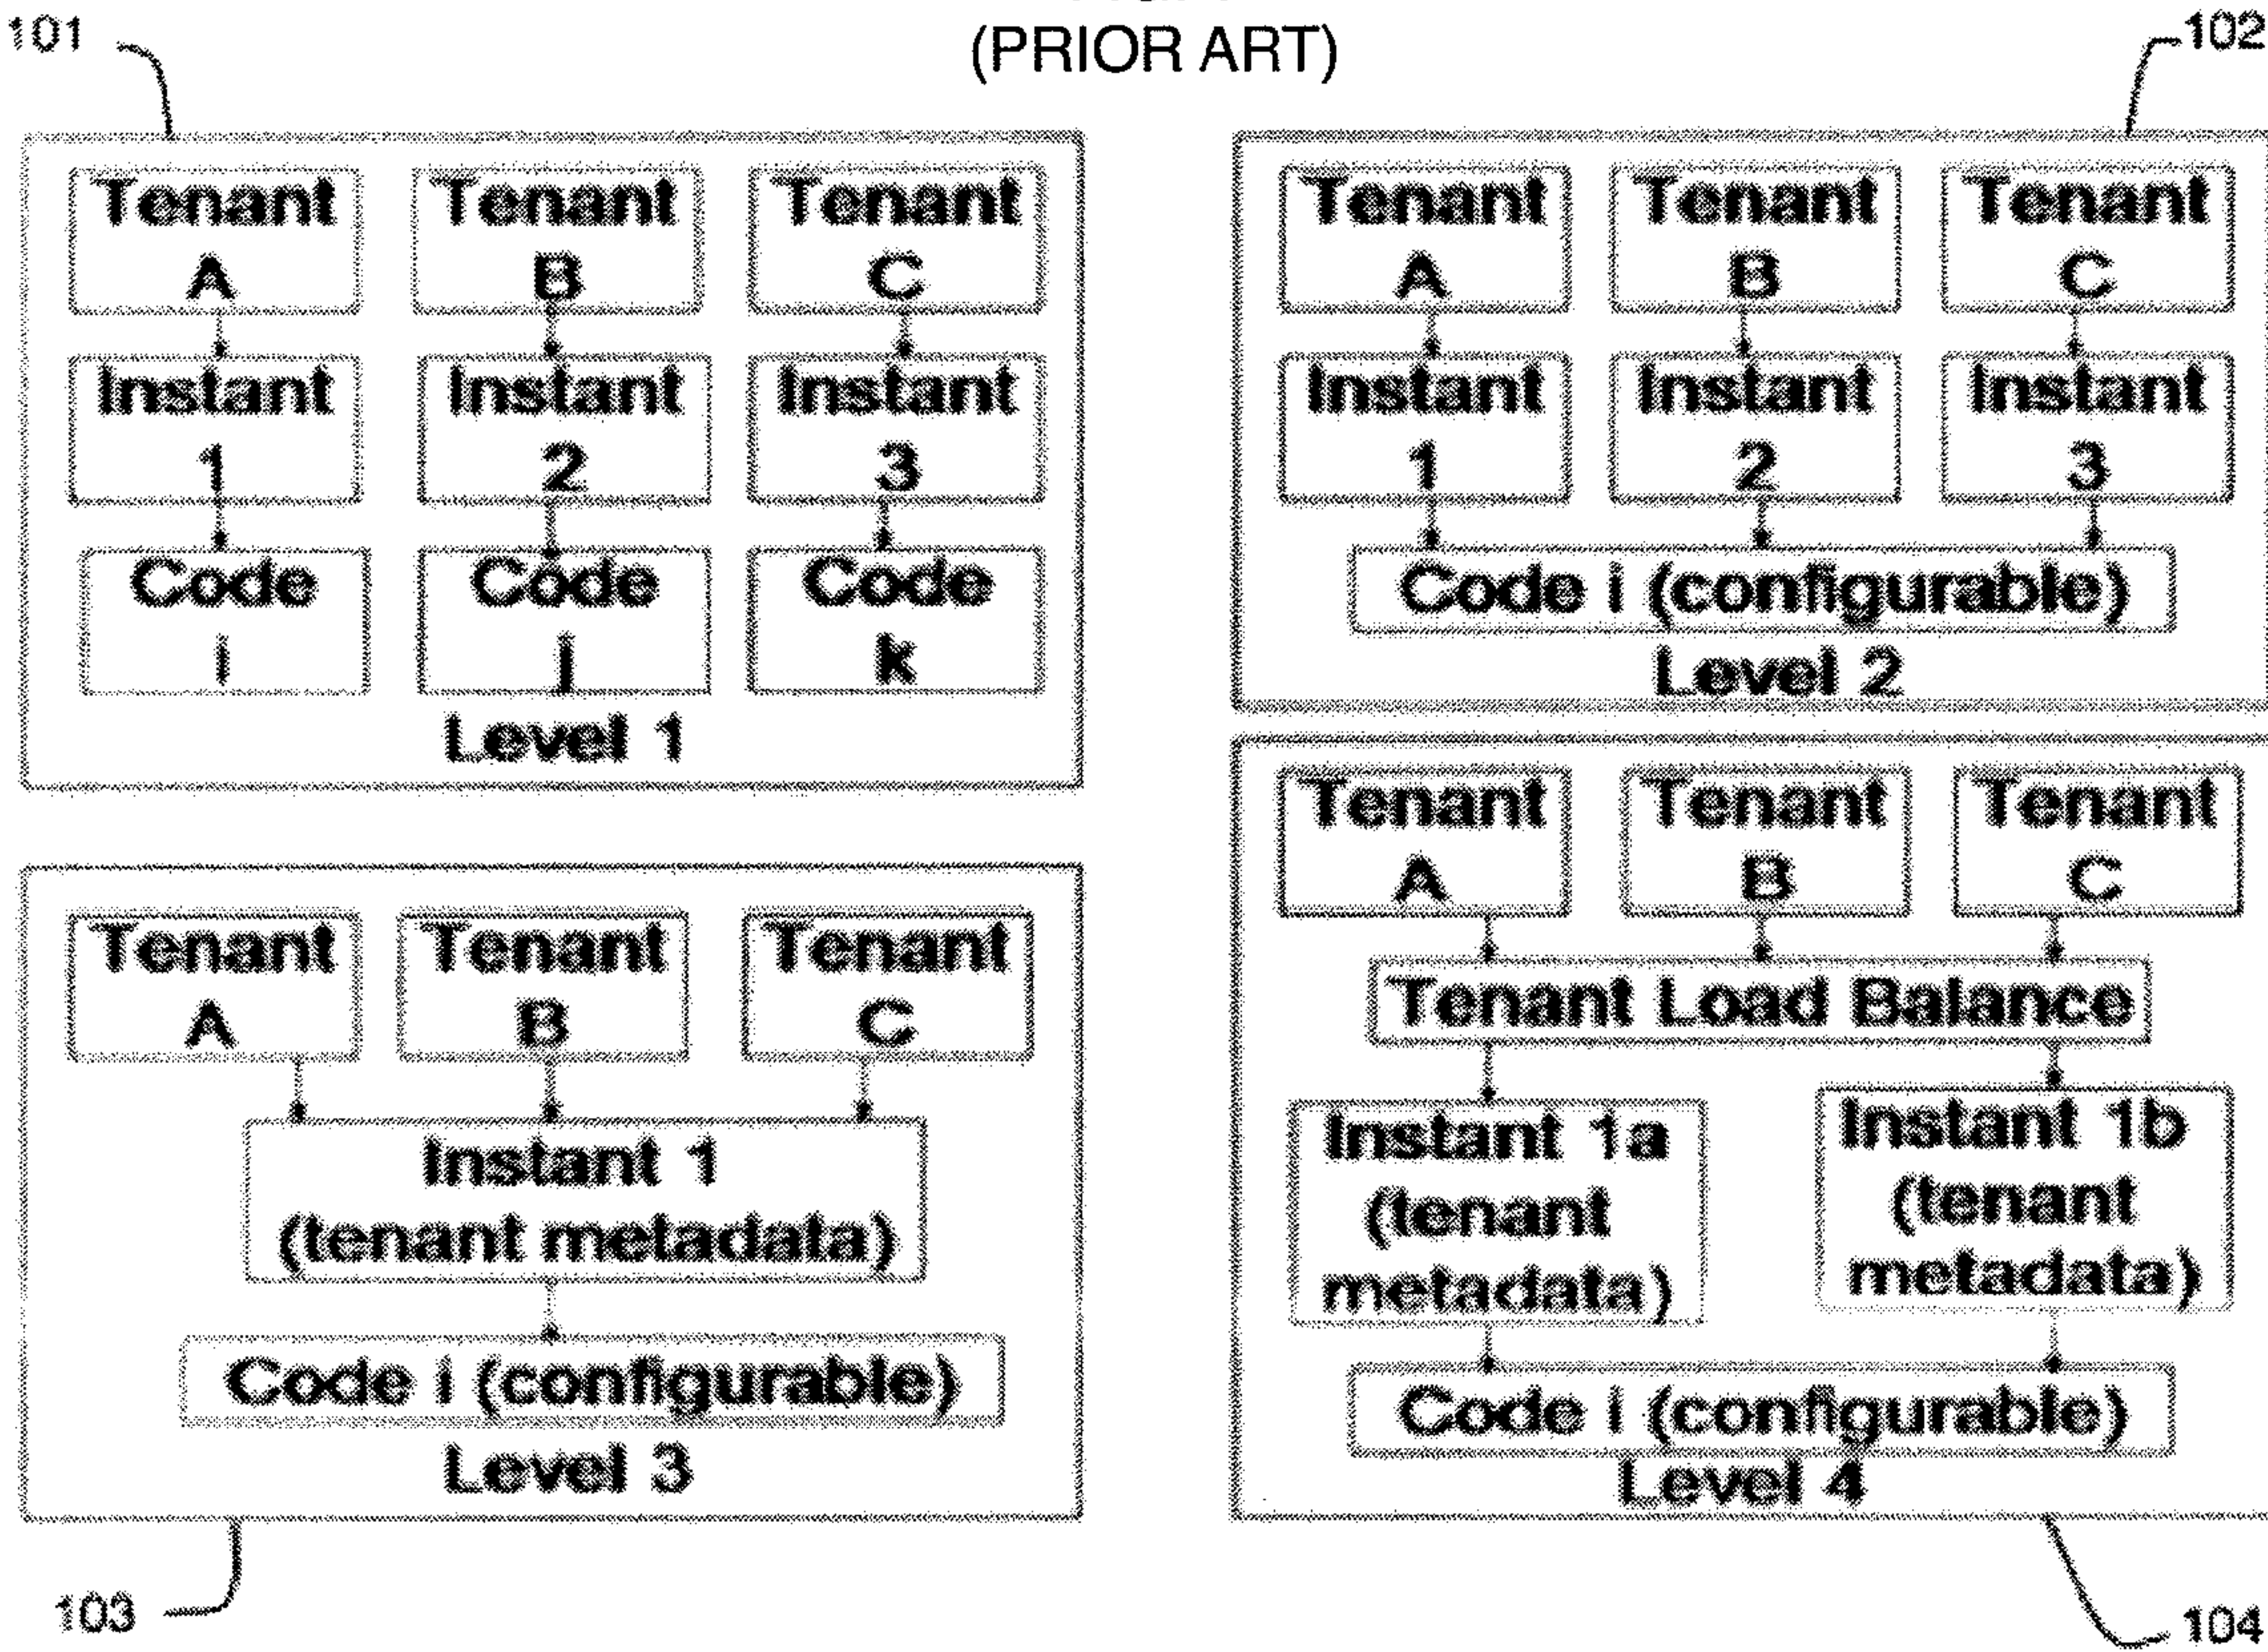 (PRIOR ART)
101
102
Tenant A
Tenant B
Tenant C
Instant 1
Instant 2
Instant 3
Code i
Code j
Code k
Level 1
Tenant A
Tenant B
Tenant C
Instant 1
Instant 2
Instant 3
Code i (configurable)
Level 2
Tenant A
Tenant B
Tenant C
Instant 1
(tenant metadata)
Code i (configurable)
Level 3
Tenant A
Tenant B
Tenant C
Tenant Load Balance
Instant 1a
(tenant
metadata)
Instant 1b
(tenant
metadata)
Code i (configurable)
Level 4
103
104